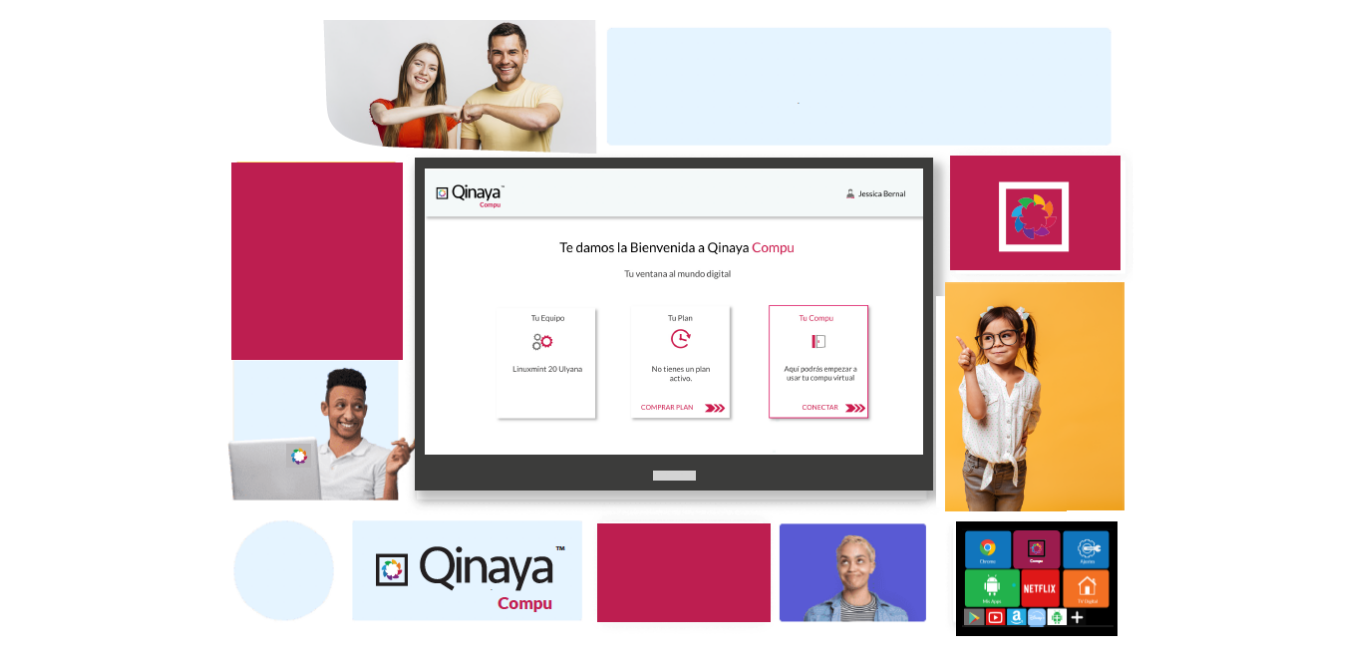 Qinaya™
Compu
Jessica Bernal
Te damos la Bienvenida a Qinaya Compu
Tu ventana al mundo digital
Tu Equipo
Linuxmint 20 Ulyana
Tu Plan
No tienes un plan
activo.
COMPRAR PLAN
Tu Compu
Aquí podrás empezar a
usar tu compu virtual
CONECTAR
Qinaya™
Compu
Chrome
Compu
Ajustes
Mis Apps
NETFLIX
TV Digital